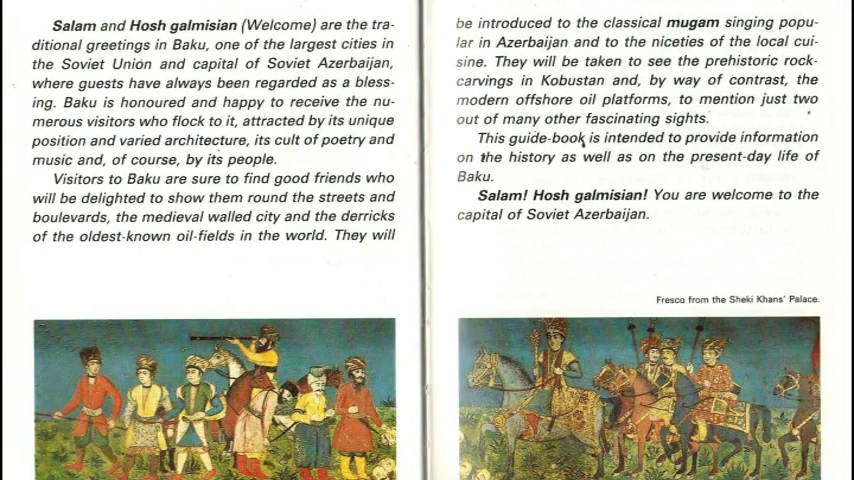 Salam and Hosh galmisian (Welcome) are the tra-
ditional greetings in Baku, one of the largest cities in
the Soviet Union and capital of Soviet Azerbaijan,
where guests have always been regarded as a bless-
ing. Baku is honoured and happy to receive the nu-
merous visitors who flock to it, attracted by its unique
position and varied architecture, its cult of poetry and
music and, of course, by its people.
Visitors to Baku are sure to find good friends who
will be delighted to show them round the streets and
boulevards, the medieval walled city and the derricks
of the oldest-known oil-fields in the world. They will
be introduced to the classical mugam singing popu-
lar in Azerbaijan and to the niceties of the local cui-
sine. They will be taken to see the prehistoric rock-
carvings in Kobustan and, by way of contrast, the
modern offshore oil platforms, to mention just two
out of many other fascinating sights.
This guide-book is intended to provide information
on the history as well as on the present-day life of
Baku.
Salam! Hosh galmisian! You are welcome to the
capital of Soviet Azerbaijan.
Fresco from the Sheki Khans' Palace.